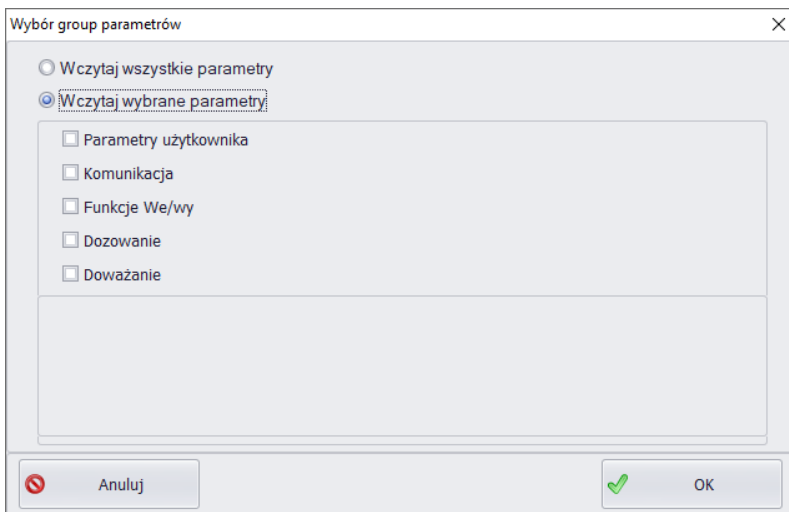 Wybór group parametrów
Wczytaj wszystkie parametry
Wczytaj wybrane parametry
Parametry użytkownika
Komunikacja
Funkcje We/wy
Dozowanie
Doważanie
Anuluj
OK